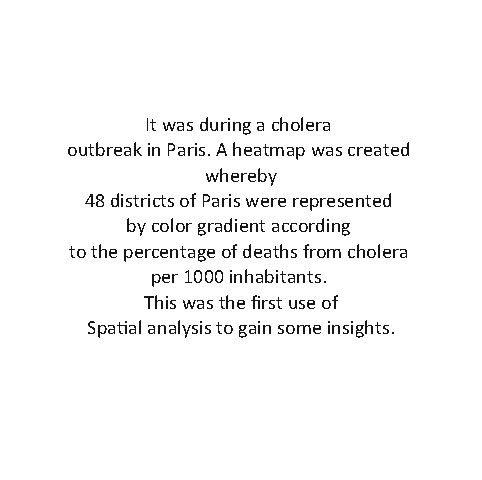 It was during a cholera
outbreak in Paris. A heatmap was created
whereby
48 districts of Paris were represented
by color gradient according
to the percentage of deaths from cholera
per 1000 inhabitants.
This was the first use of
Spatial analysis to gain some insights.